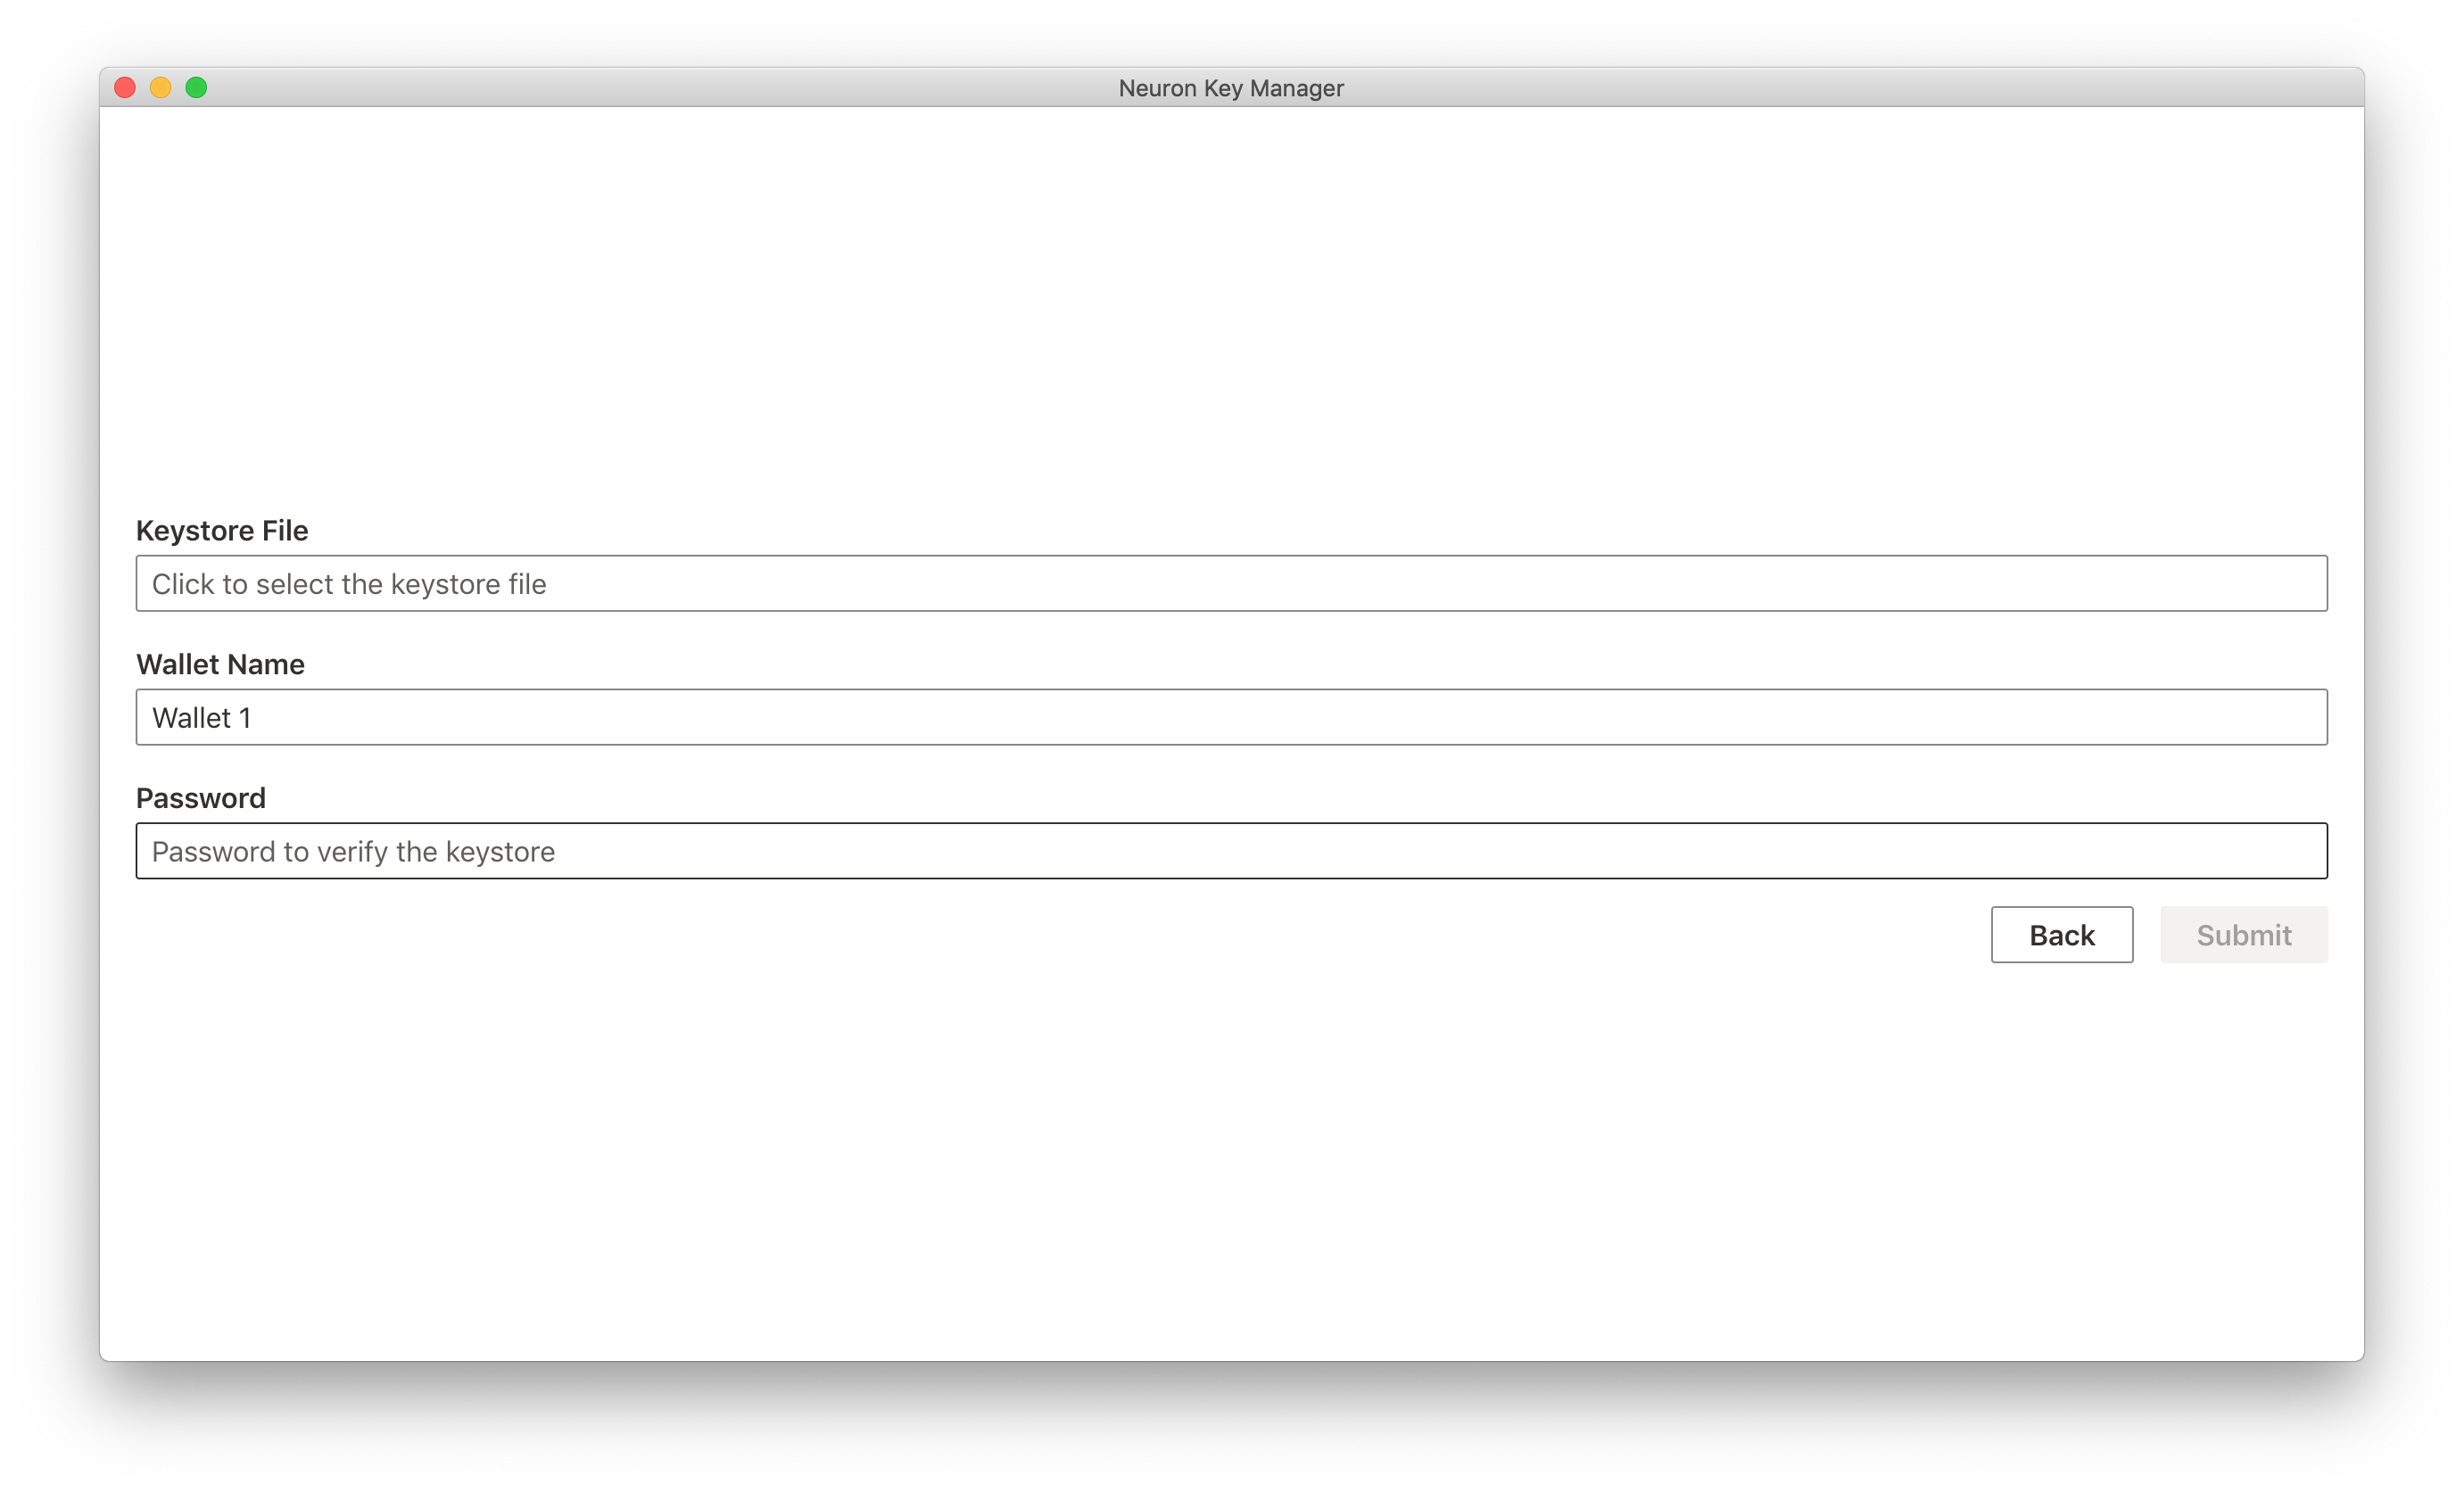 Neuron Key Manager
Keystore File
Click to select the keystore file
Wallet Name
Wallet 1
Password
Password to verify the keystore
Back
Submit